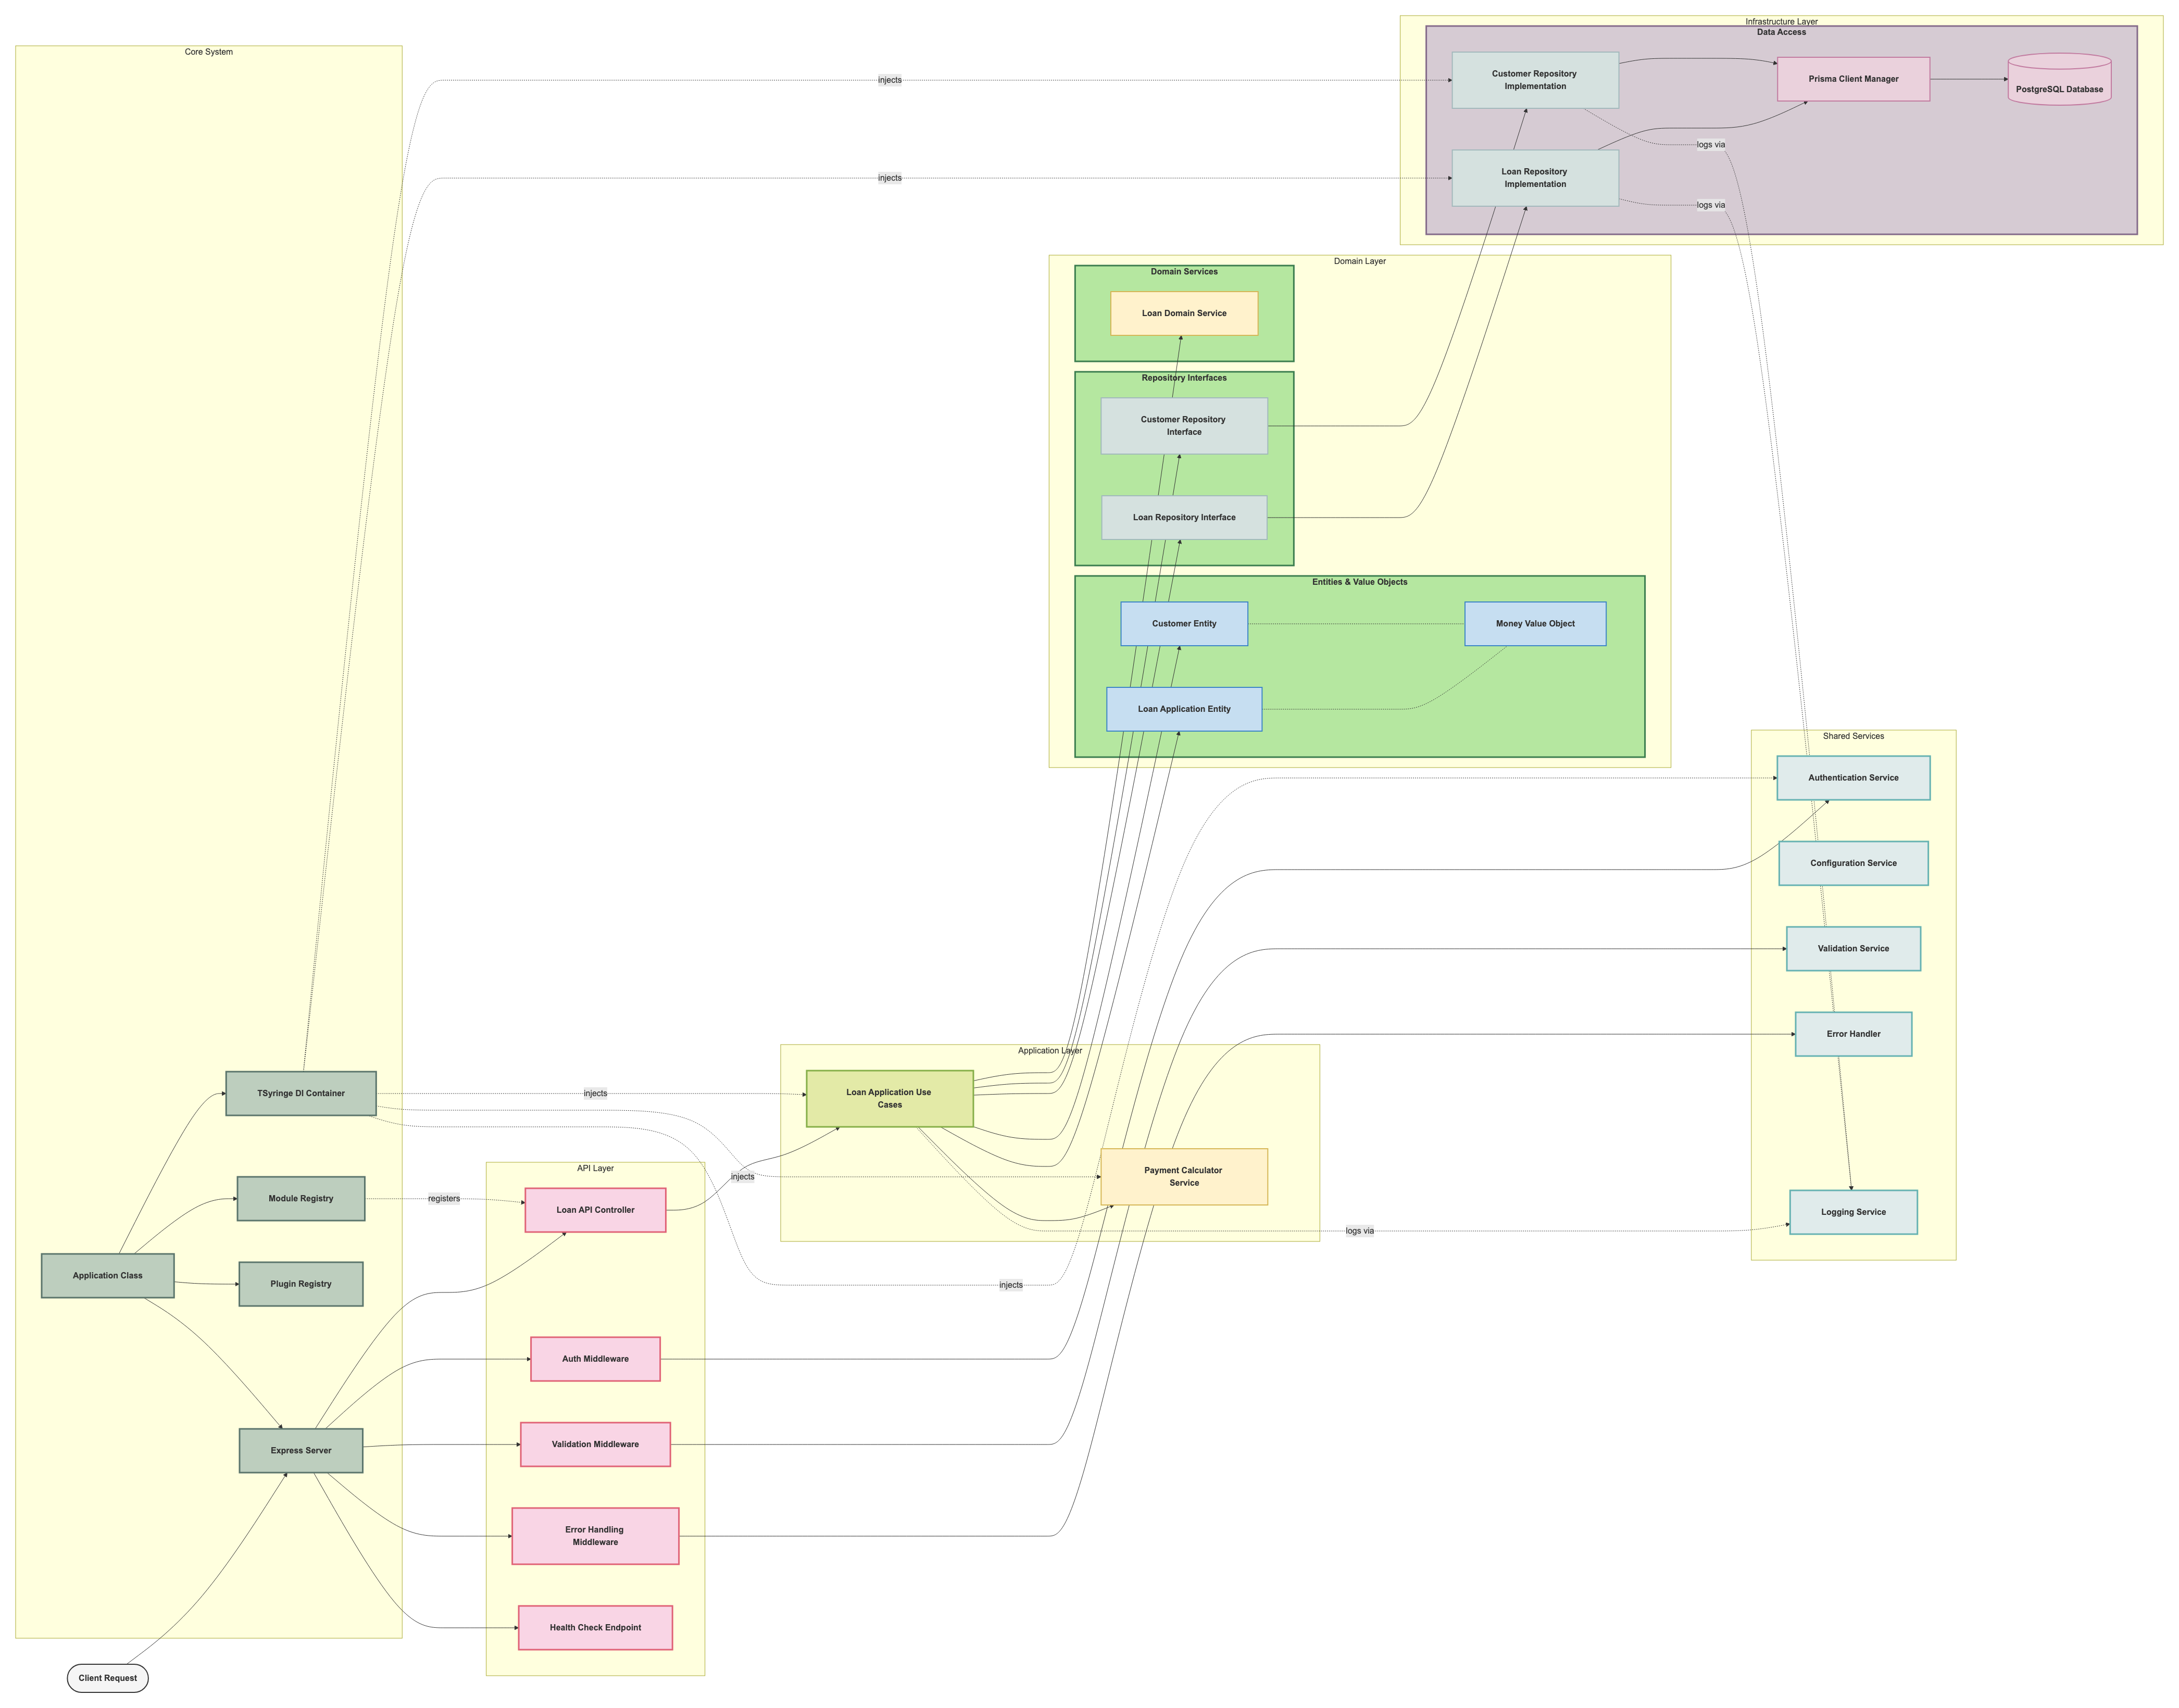 Core System
TSyringe DI Container
Module Registry
Application Class
Plugin Registry
Express Server
Client Request
API Layer
Loan API Controller
Auth Middleware
Validation Middleware
Error Handling
Middleware
Health Check Endpoint
registers
injects
injects
injects
injects
injects
Application Layer
Loan Application Use
Cases
Payment Calculator
Service
logs via
Domain Layer
Domain Services
Loan Domain Service
Repository Interfaces
Customer Repository
Interface
Loan Repository Interface
Entities & Value Objects
Customer Entity
Money Value Object
Loan Application Entity
Infrastructure Layer
Data Access
Customer Repository
Implementation
Prisma Client Manager
PostgreSQL Database
Loan Repository
Implementation
logs via
logs via
Shared Services
Authentication Service
Configuration Service
Validation Service
Error Handler
Logging Service